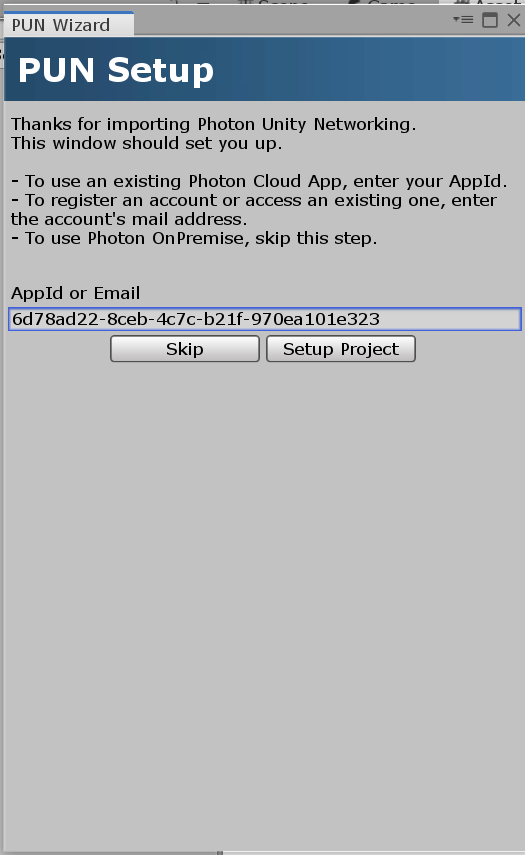 PUN Wizard
PUN Setup
Thanks for importing Photon Unity Networking.
This window should set you up.
- To use an existing Photon Cloud App, enter your AppId.
- To register an account or access an existing one, enter
the account's mail address.
- To use Photon OnPremise, skip this step.
AppId or Email
6d78ad22-8ceb-4c7c-b21f-970ea101e323
Skip
Setup Project